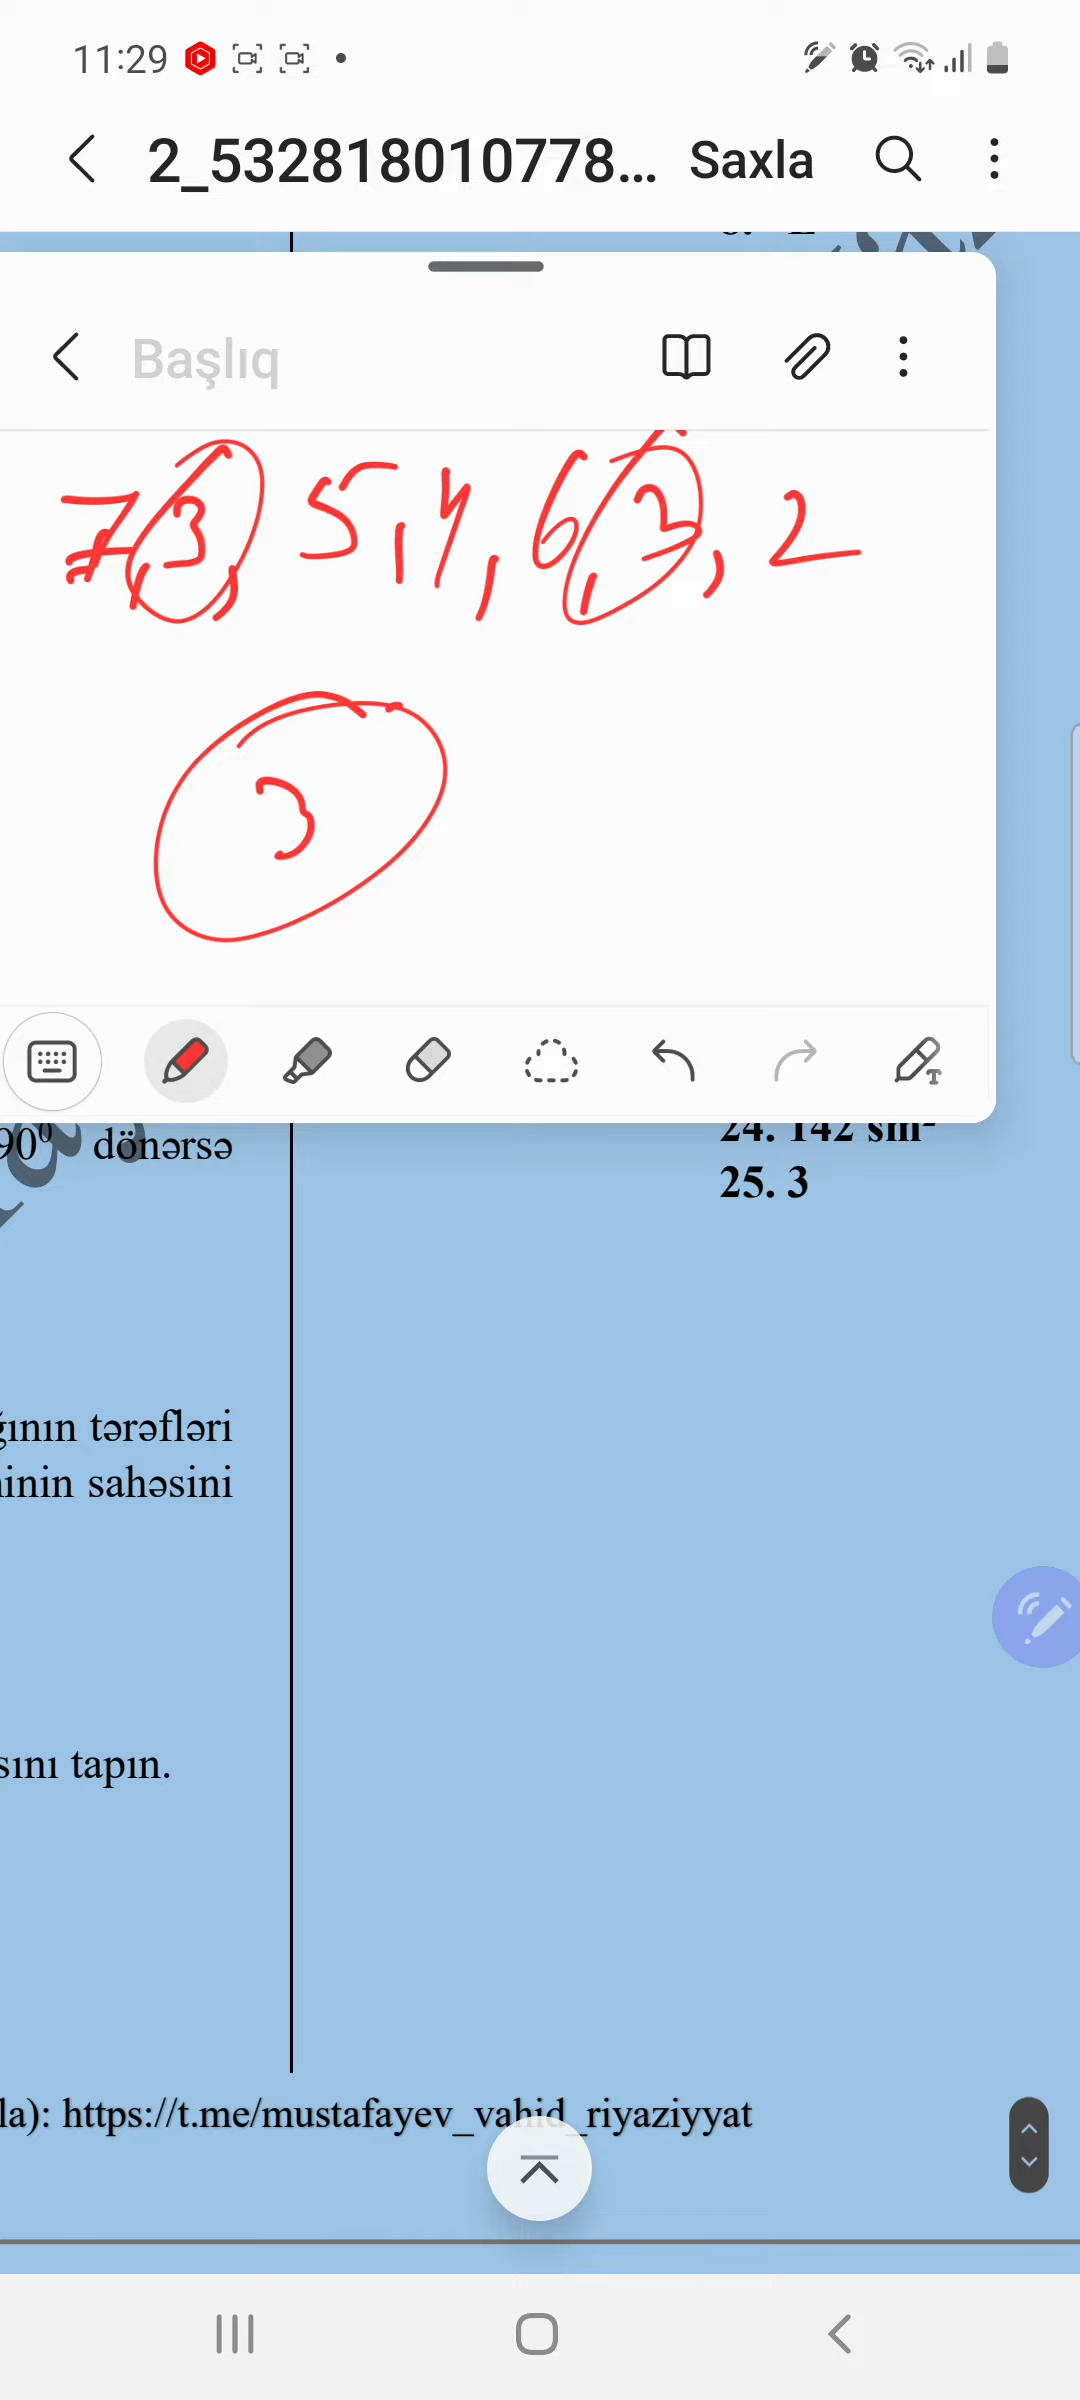 11:29
2_532818010778... Saxla
Başlıq
7, 3, 5, 4, 6, 3, 2
3
90⁰ dönərsə
24. 142 sm²
25. 3
ğının tərəfləri
inin sahəsini
sını tapın.
la): https://t.me/mustafayev_vahid_riyaziyyat